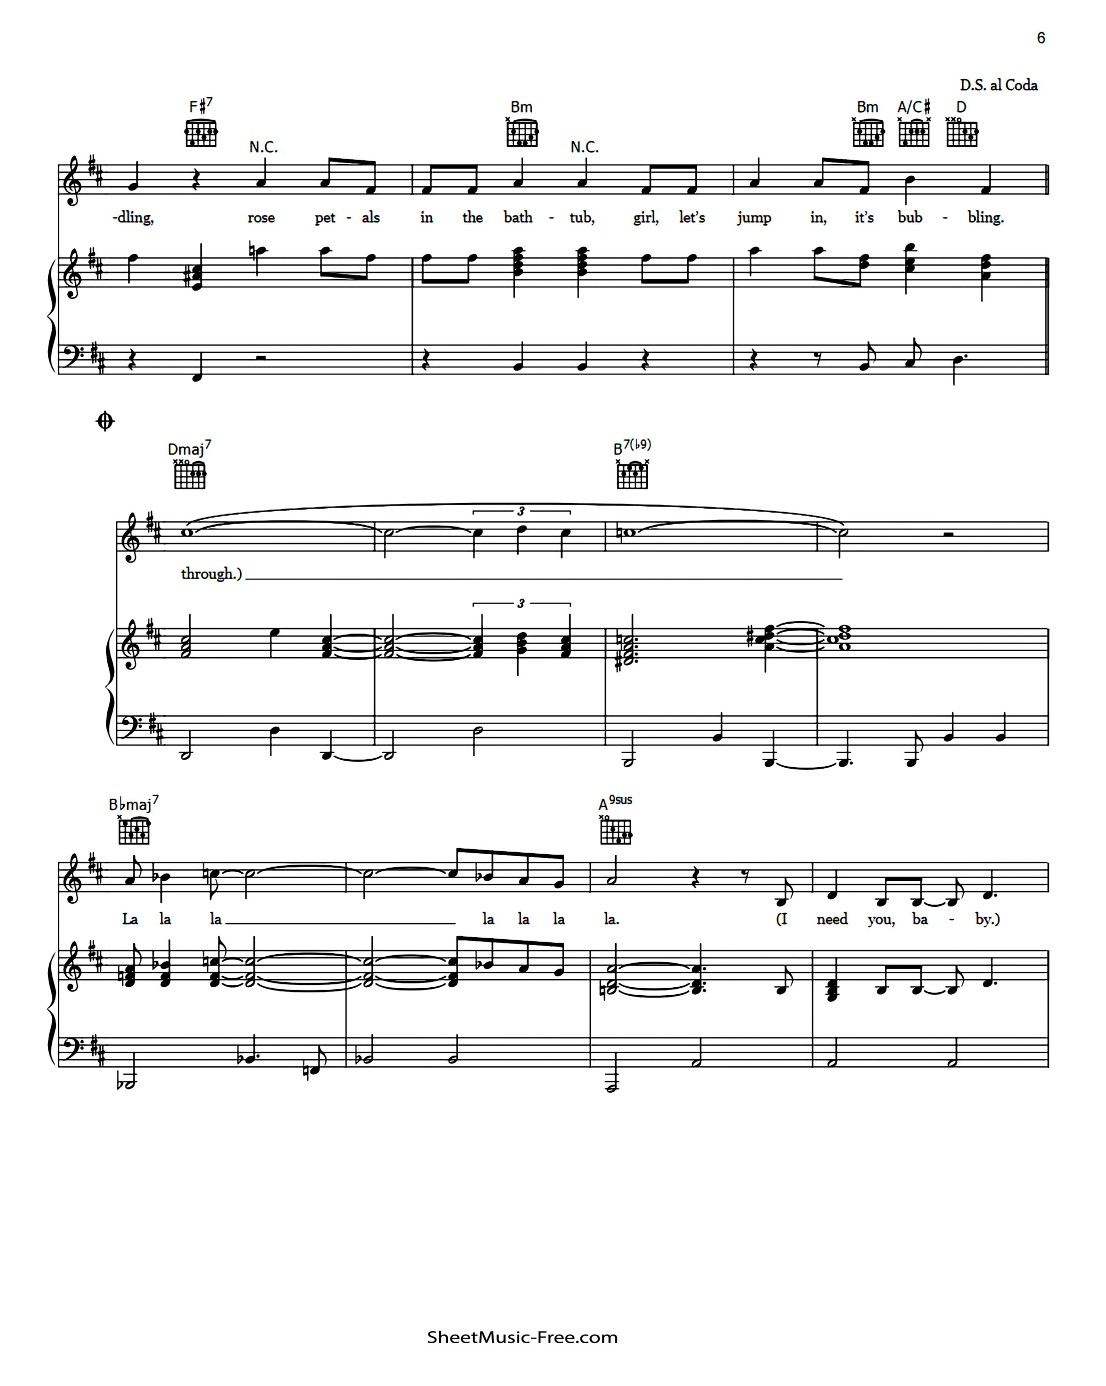 6
D.S. al Coda
F♯7 N.C. Bm N.C. Bm A/C♯ D
-dling, rose pet - als in the bath - tub, girl, let's jump in, it's bub - bling.
Dmaj7 B7(♭9)
3
through.)
3
B♭maj7 A9sus
La la la la la la la. (I need you, ba - by.)
SheetMusic-Free.com